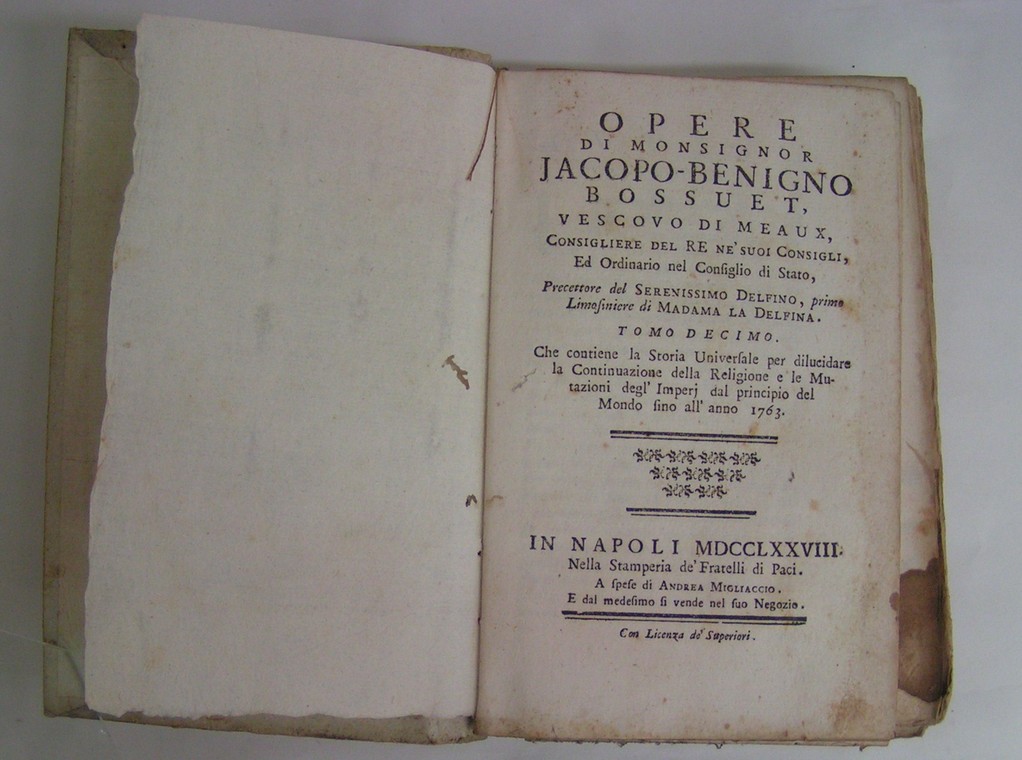 OPERE
DI MONSIGNOR
JACOPO-BENIGNO
BOSSUET,
VESCOVO DI MEAUX,
CONSIGLIERE DEL RE NE' SUOI CONSIGLI,
Ed Ordinario nel Conſiglio di Stato,
Precettore del SERENISSIMO DELFINO, primo
Limoſiniere di MADAMA LA DELFINA.
TOMO DECIMO.
Che contiene la Storia Univerſale per dilucidare
la Continuazione della Religione e le Mu-
tazioni degl' Imperj dal principio del
Mondo ſino all' anno 1763.
IN NAPOLI MDCCLXXVIII.
Nella Stamperia de' Fratelli di Paci.
A ſpeſe di ANDREA MIGLIACCIO.
E dal medeſimo ſi vende nel ſuo Negozio.
Con Licenza de' Superiori.